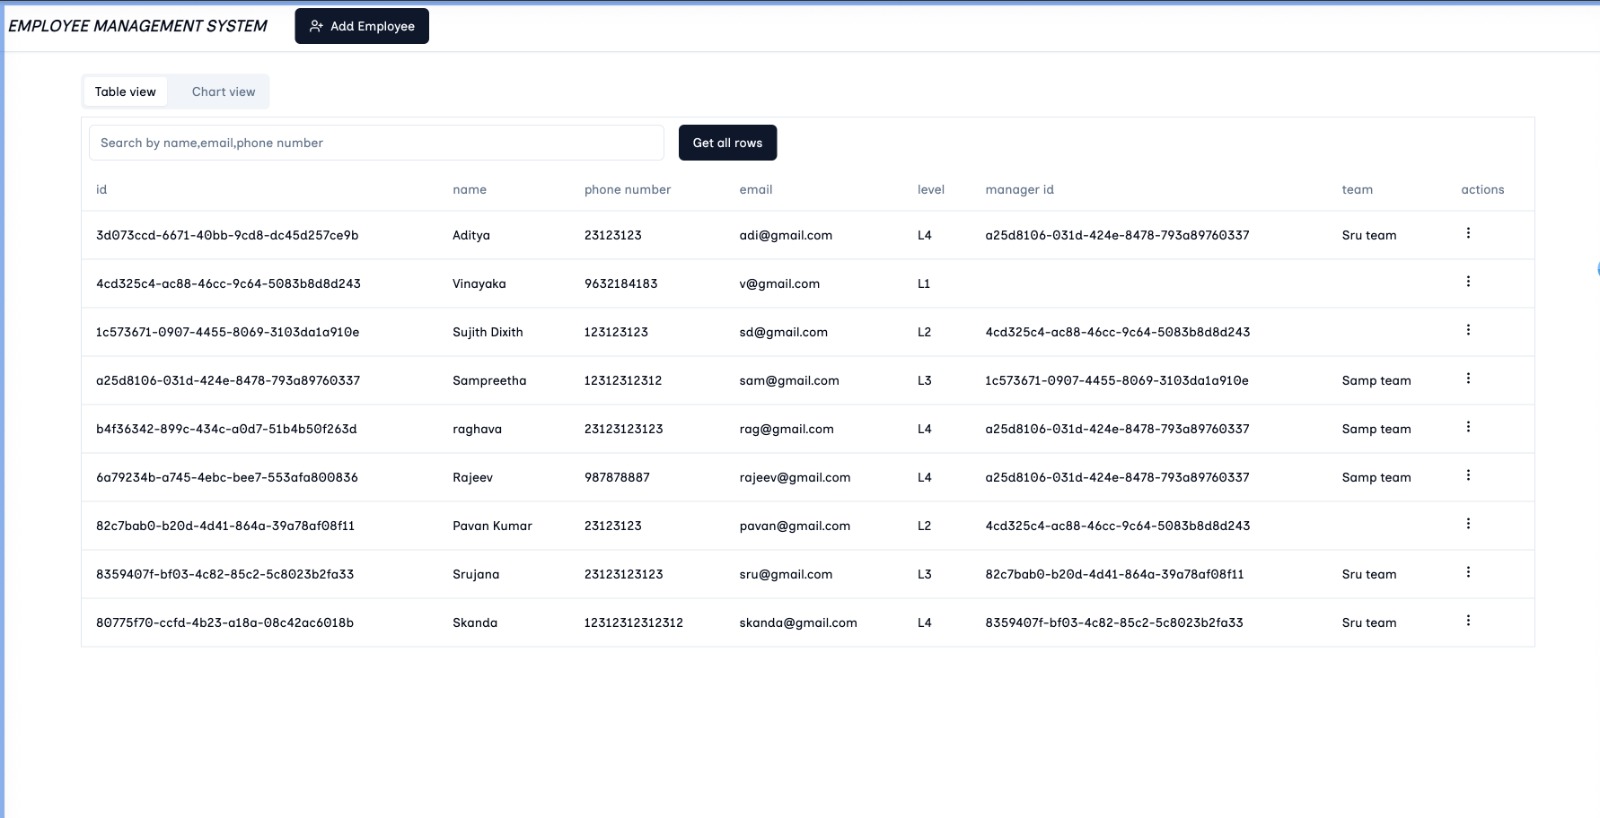 EMPLOYEE MANAGEMENT SYSTEM Add Employee
Table view Chart view
Search by name,email,phone number Get all rows
id name phone number email level manager id team actions
3d073ccd-6671-40bb-9cd8-dc45d257ce9b Aditya 23123123 adi@gmail.com L4 a25d8106-031d-424e-8478-793a89760337 Sru team
4cd325c4-ac88-46cc-9c64-5083b8d8d243 Vinayaka 9632184183 v@gmail.com L1
1c573671-0907-4455-8069-3103da1a910e Sujith Dixith 123123123 sd@gmail.com L2 4cd325c4-ac88-46cc-9c64-5083b8d8d243
a25d8106-031d-424e-8478-793a89760337 Sampreetha 12312312312 sam@gmail.com L3 1c573671-0907-4455-8069-3103da1a910e Samp team
b4f36342-899c-434c-a0d7-51b4b50f263d raghava 23123123123 rag@gmail.com L4 a25d8106-031d-424e-8478-793a89760337 Samp team
6a79234b-a745-4ebc-bee7-553afa800836 Rajeev 987878887 rajeev@gmail.com L4 a25d8106-031d-424e-8478-793a89760337 Samp team
82c7bab0-b20d-4d41-864a-39a78af08f11 Pavan Kumar 23123123 pavan@gmail.com L2 4cd325c4-ac88-46cc-9c64-5083b8d8d243
8359407f-bf03-4c82-85c2-5c8023b2fa33 Srujana 23123123123 sru@gmail.com L3 82c7bab0-b20d-4d41-864a-39a78af08f11 Sru team
80775f70-ccfd-4b23-a18a-08c42ac6018b Skanda 12312312312312 skanda@gmail.com L4 8359407f-bf03-4c82-85c2-5c8023b2fa33 Sru team